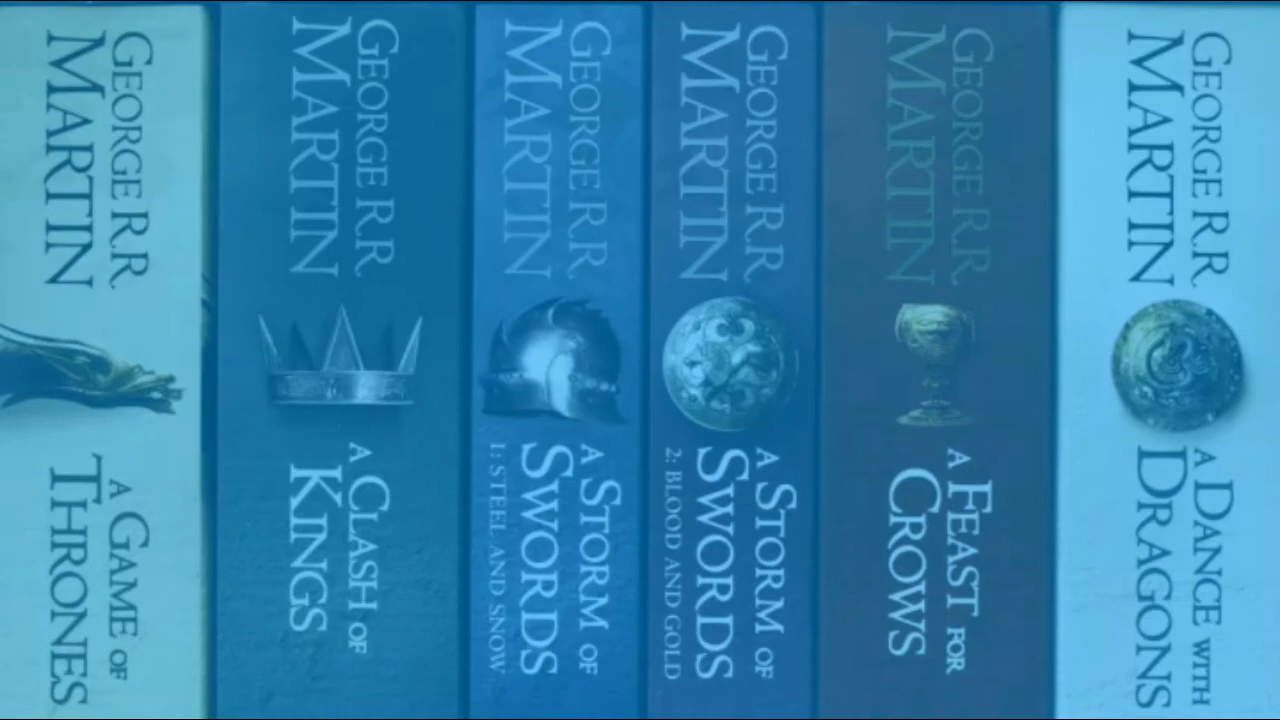 GEORGE R.R.
MARTIN
A GAME OF
THRONES
GEORGE R.R.
MARTIN
A CLASH OF
KINGS
GEORGE R.R.
MARTIN
A STORM OF
SWORDS
1: STEEL AND SNOW
GEORGE R.R.
MARTIN
A STORM OF
SWORDS
2: BLOOD AND GOLD
GEORGE R.R.
MARTIN
A FEAST FOR
CROWS
GEORGE R.R.
MARTIN
A DANCE WITH
DRAGONS